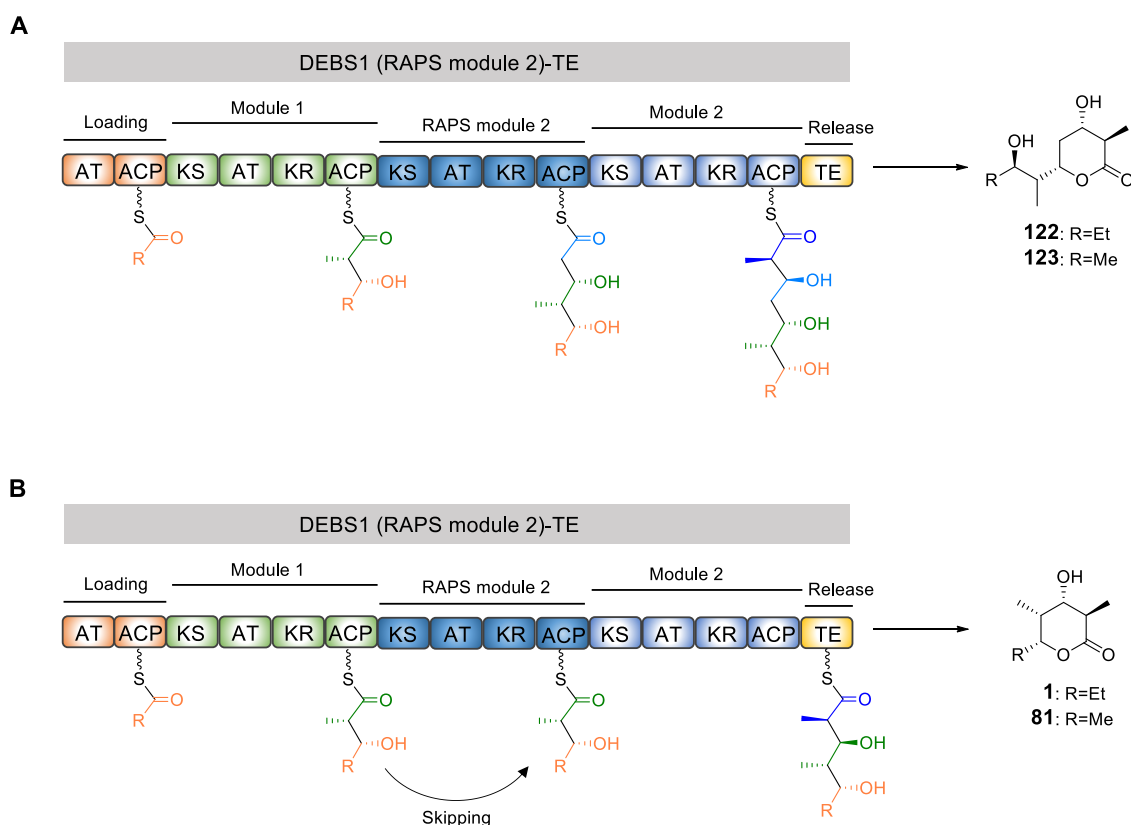 A
DEBS1 (RAPS module 2)-TE
Loading Module 1 RAPS module 2 Module 2 Release
AT ACP KS AT KR ACP KS AT KR ACP KS AT KR ACP TE
S S S S
O O O O
R OH OH OH
R OH OH
R OH
R
OH
OH
R O O
122: R=Et
123: R=Me
B
DEBS1 (RAPS module 2)-TE
Loading Module 1 RAPS module 2 Module 2 Release
AT ACP KS AT KR ACP KS AT KR ACP KS AT KR ACP TE
S S S S
O O O O
R OH OH OH
R R OH
R
Skipping
OH
R O O
1: R=Et
81: R=Me